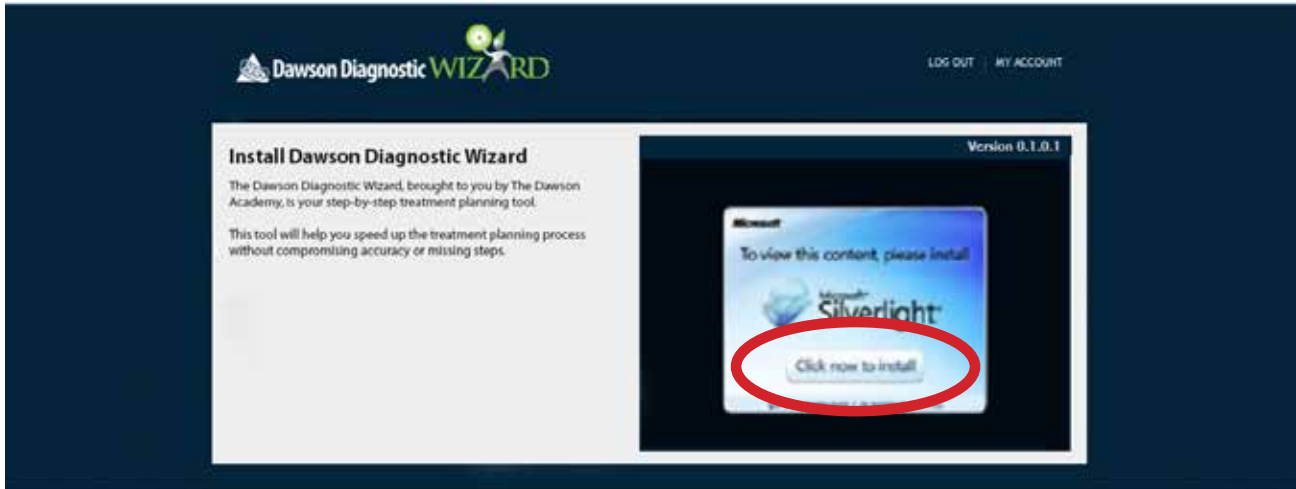 Dawson Diagnostic WIZARD
LOG OUT | MY ACCOUNT
Install Dawson Diagnostic Wizard
The Dawson Diagnostic Wizard, brought to you by The Dawson
Academy, is your step-by-step treatment planning tool.
This tool will help you speed up the treatment planning process
without compromising accuracy or missing steps.
Version 0.1.0.1
Microsoft
To view this content, please install
Microsoft
Silverlight
Click now to install